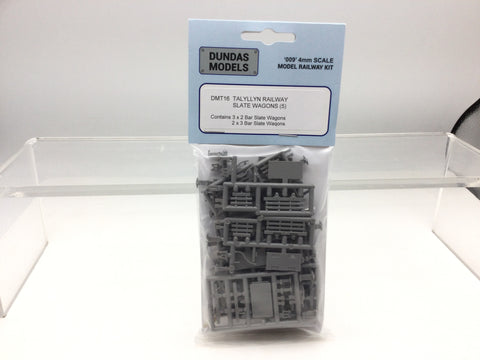 DUNDAS
MODELS
'009' 4mm SCALE
MODEL RAILWAY KIT
DMT16 TALYLLYN RAILWAY
SLATE WAGONS (5)
Contains 3 x 2 Bar Slate Wagons
2 x 3 Bar Slate Wagons